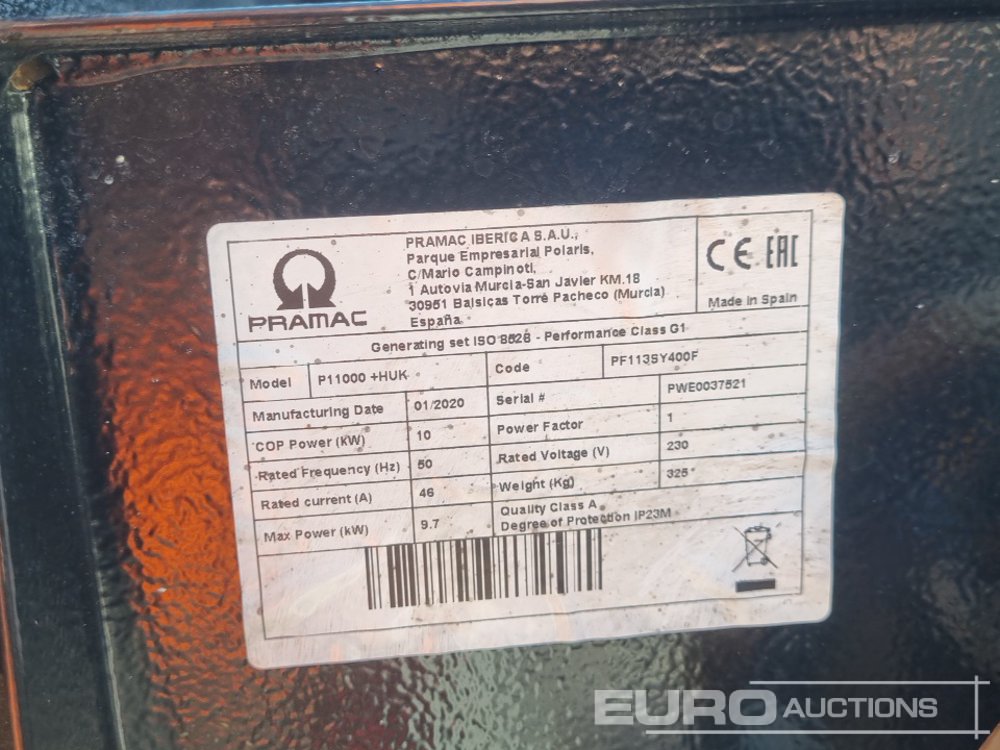 PRAMAC
PRAMAC IBERICA S.A.U.,
Parque Empresarial Polaris,
C/Mario Campinoti,
1 Autovia Murcia-San Javier KM.18
30951 Balsicas Torre Pacheco (Murcia)
España
CE EAC
Made in Spain
Generating set ISO 8528 - Performance Class G1
Model P11000 +HUK Code PF113SY400F
Manufacturing Date 01/2020 Serial # PWE0037521
COP Power (kW) 10 Power Factor 1
Rated Frequency (Hz) 50 Rated Voltage (V) 230
Rated current (A) 46 Weight (Kg) 325
Max Power (kW) 9.7 Quality Class A
Degree of Protection IP23M
EURO AUCTIONS